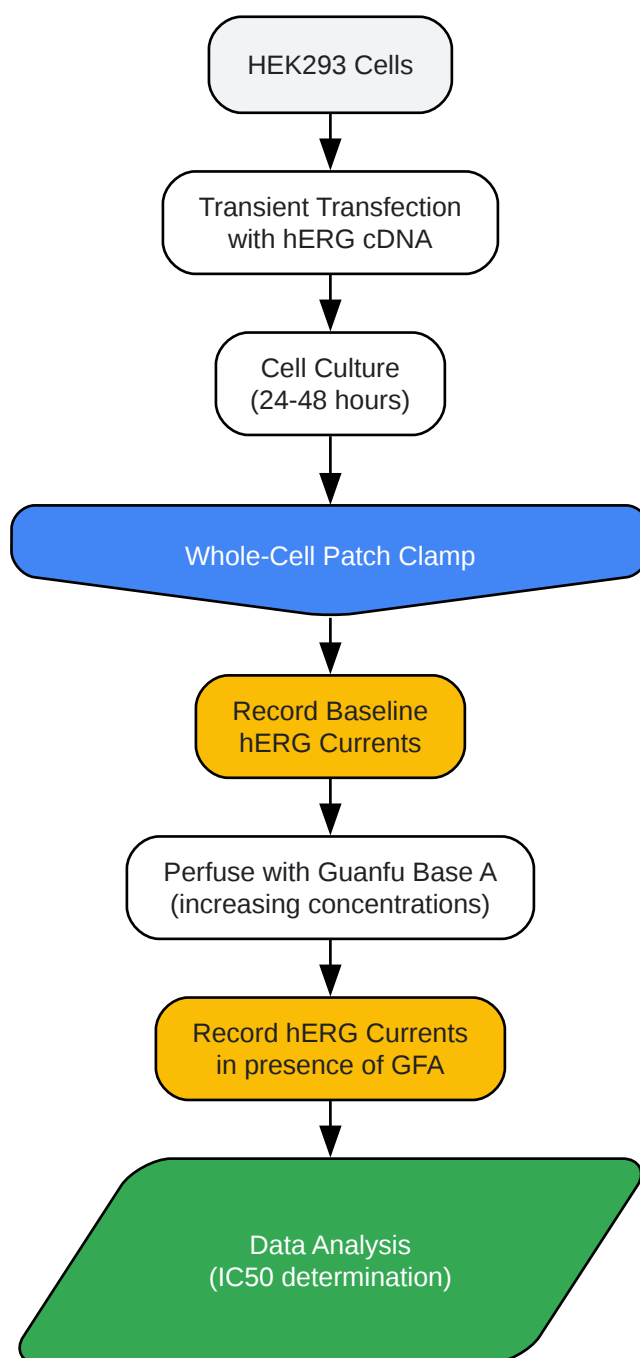 HEK293 Cells
Transient Transfection
with hERG cDNA
Cell Culture
(24-48 hours)
Whole-Cell Patch Clamp
Record Baseline
hERG Currents
Perfuse with Guanfu Base A
(increasing concentrations)
Record hERG Currents
in presence of GFA
Data Analysis
(IC50 determination)